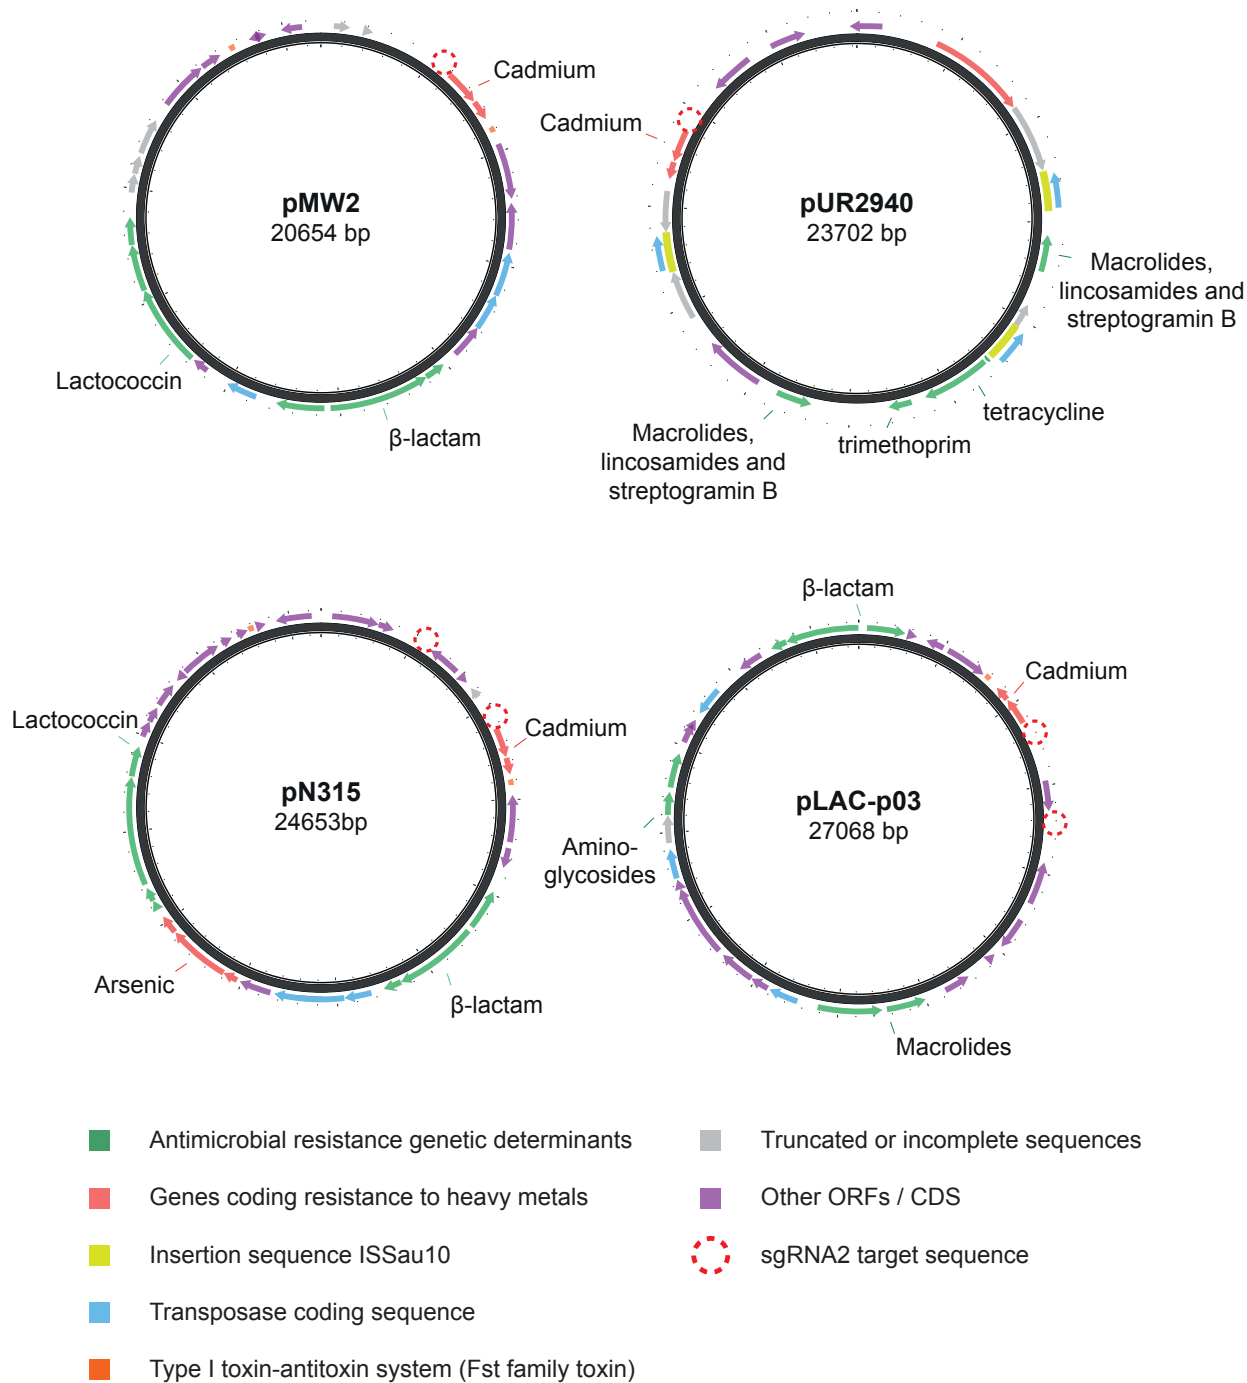 Cadmium
pMW2
20654 bp
Lactococcin
β-lactam
Cadmium
pUR2940
23702 bp
Macrolides,
lincosamides and
streptogramin B
tetracycline
trimethoprim
Macrolides,
lincosamides and
streptogramin B
Lactococcin
Cadmium
pN315
24653bp
Arsenic
β-lactam
β-lactam
Cadmium
pLAC-p03
27068 bp
Amino-
glycosides
Macrolides
Antimicrobial resistance genetic determinants
Genes coding resistance to heavy metals
Insertion sequence ISSau10
Transposase coding sequence
Type I toxin-antitoxin system (Fst family toxin)
Truncated or incomplete sequences
Other ORFs / CDS
sgRNA2 target sequence